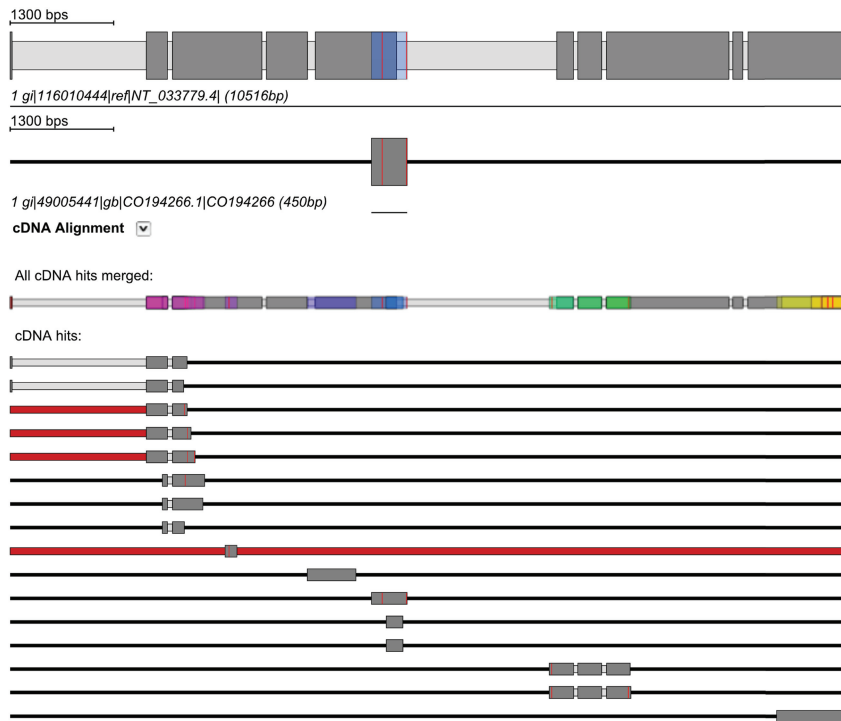 1300 bps
1 gi|116010444|ref|NT_033779.4| (10516bp)
1300 bps
1 gi|49005441|gb|CO194266.1|CO194266 (450bp)
cDNA Alignment
All cDNA hits merged:
cDNA hits: